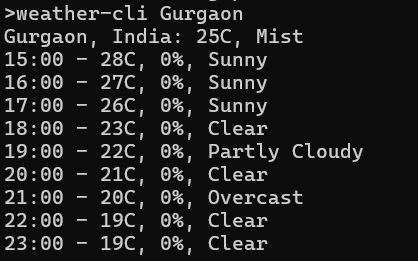 >weather-cli Gurgaon
Gurgaon, India: 25C, Mist
15:00 - 28C, 0%, Sunny
16:00 - 27C, 0%, Sunny
17:00 - 26C, 0%, Sunny
18:00 - 23C, 0%, Clear
19:00 - 22C, 0%, Partly Cloudy
20:00 - 21C, 0%, Clear
21:00 - 20C, 0%, Overcast
22:00 - 19C, 0%, Clear
23:00 - 19C, 0%, Clear